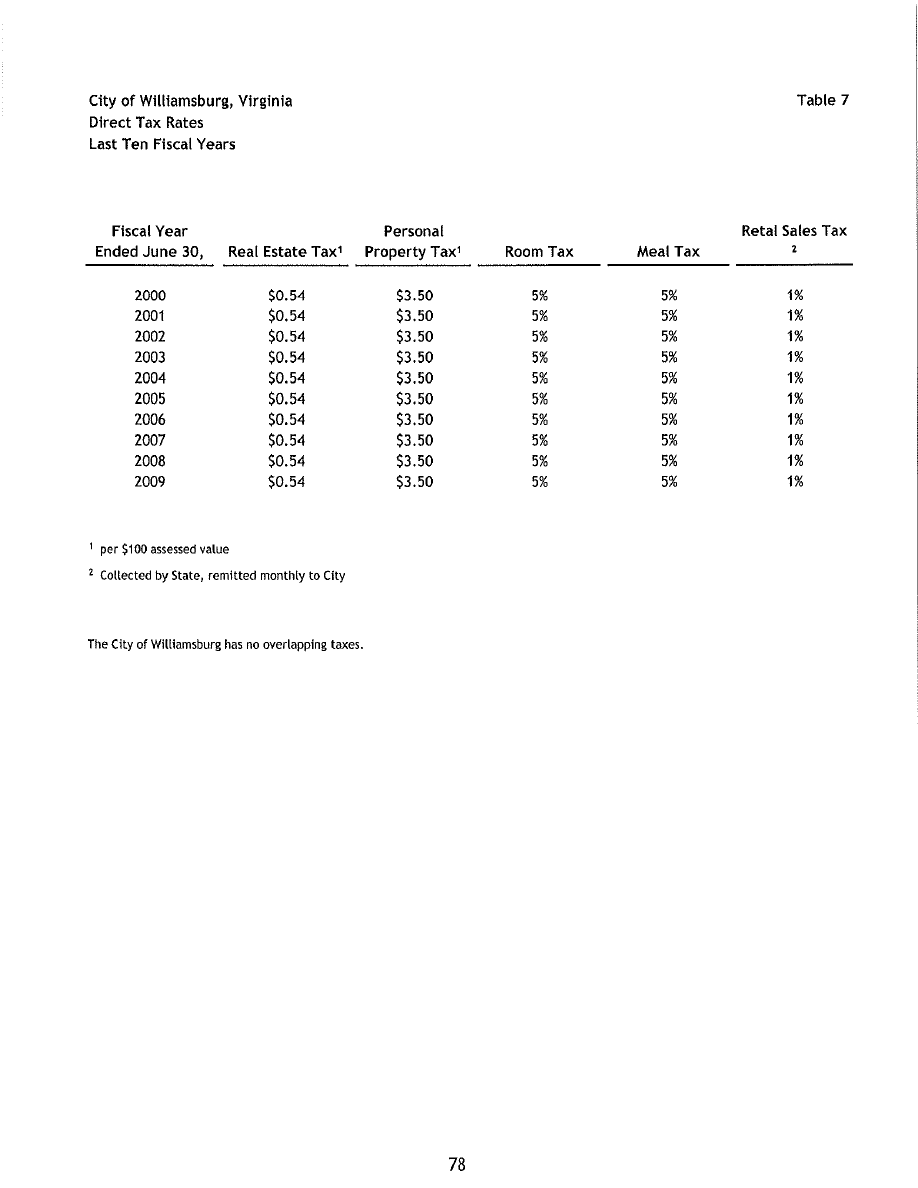 City of Williamsburg, Virginia Table 7
Direct Tax Rates
Last Ten Fiscal Years
Fiscal Year Personal Retal Sales Tax
Ended June 30, Real Estate Tax¹ Property Tax¹ Room Tax Meal Tax ²
2000 $0.54 $3.50 5% 5% 1%
2001 $0.54 $3.50 5% 5% 1%
2002 $0.54 $3.50 5% 5% 1%
2003 $0.54 $3.50 5% 5% 1%
2004 $0.54 $3.50 5% 5% 1%
2005 $0.54 $3.50 5% 5% 1%
2006 $0.54 $3.50 5% 5% 1%
2007 $0.54 $3.50 5% 5% 1%
2008 $0.54 $3.50 5% 5% 1%
2009 $0.54 $3.50 5% 5% 1%
¹ per $100 assessed value
² Collected by State, remitted monthly to City
The City of Williamsburg has no overlapping taxes.
78